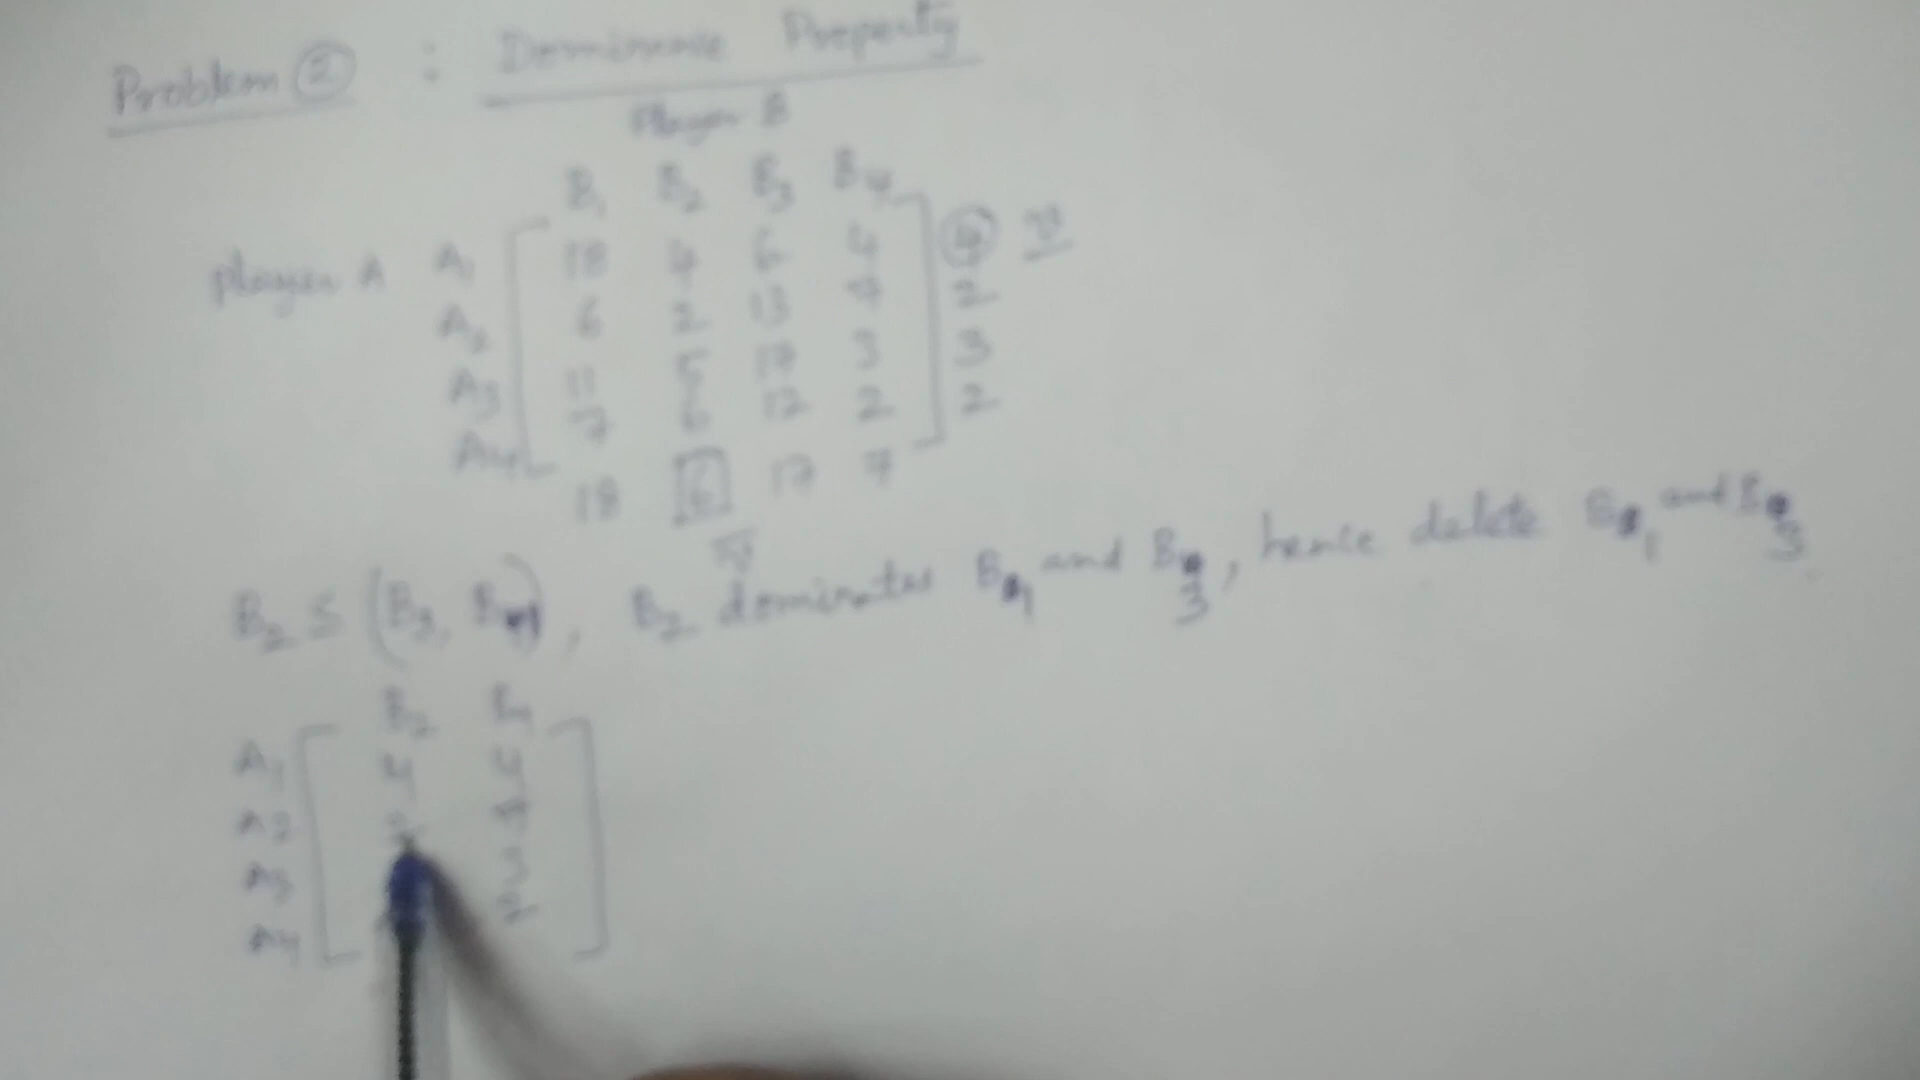 Problem ② : Dominance Property
Player B
B1 B2 B3 B4
Player A A1 18 4 6 4 ④ v
A2 6 2 13 7 2
A3 11 5 17 3 3
A4 7 6 12 2 2
18 6 17 7
B2 ≤ (B3, B1), B2 dominates B1 and B3, hence delete B1 and B3
B2 B4
A1 4 4
A2 7
A3 3
A4 2